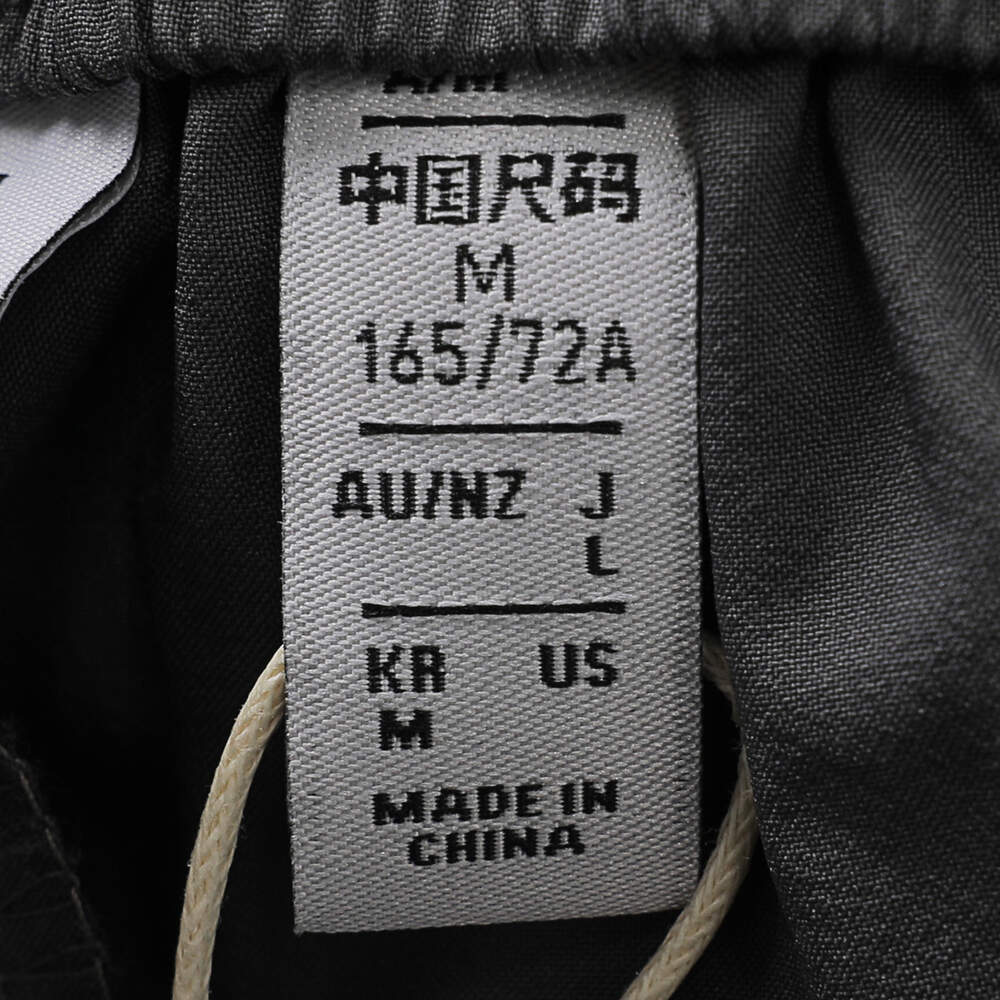 A/M
中国尺码
M
165/72A
AU/NZ J
L
KR US
M
MADE IN
CHINA